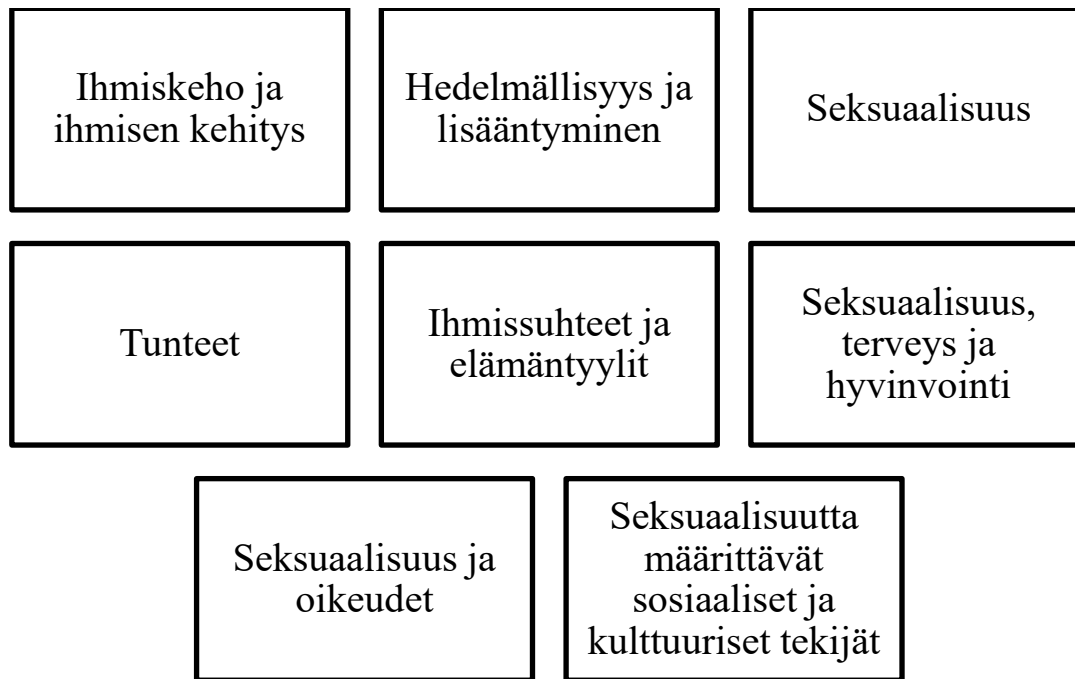 Ihmiskeho ja
ihmisen kehitys
Hedelmällisyys ja
lisääntyminen
Seksuaalisuus
Tunteet
Ihmissuhteet ja
elämäntyylit
Seksuaalisuus,
terveys ja
hyvinvointi
Seksuaalisuus ja
oikeudet
Seksuaalisuutta
määrittävät
sosiaaliset ja
kulttuuriset tekijät